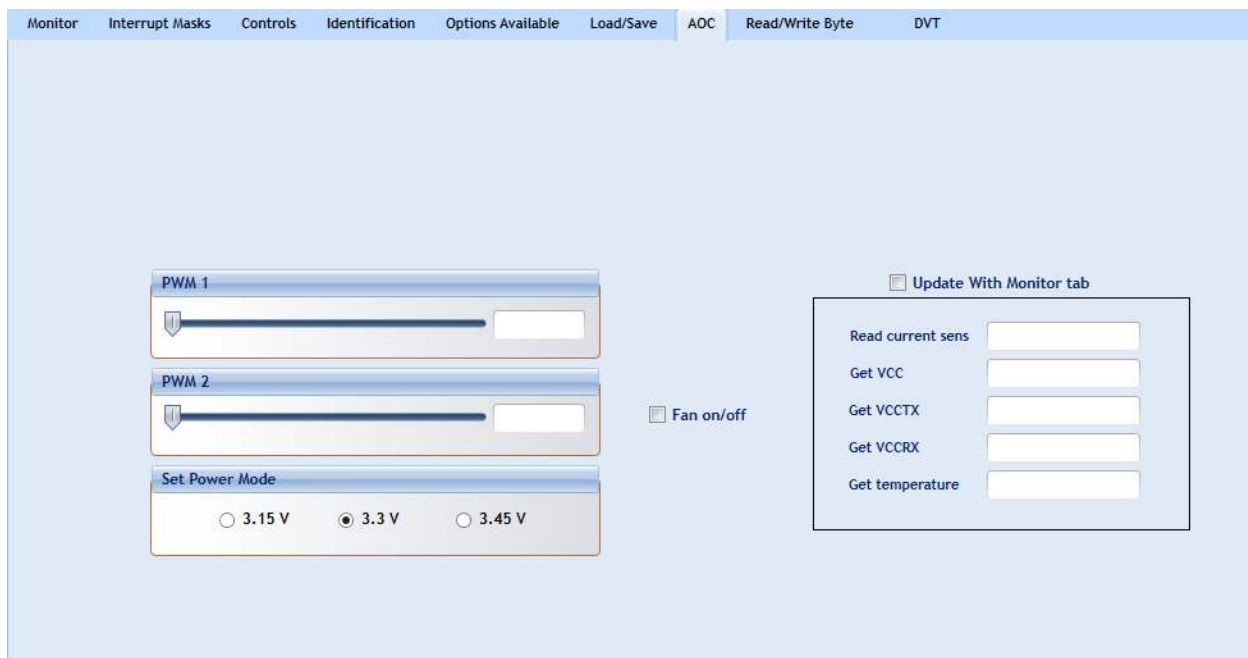 Monitor Interrupt Masks Controls Identification Options Available Load/Save AOC Read/Write Byte DVT
PWM 1
PWM 2
Set Power Mode
3.15 V 3.3 V 3.45 V
Fan on/off
Update With Monitor tab
Read current sens
Get VCC
Get VCCTX
Get VCCRX
Get temperature